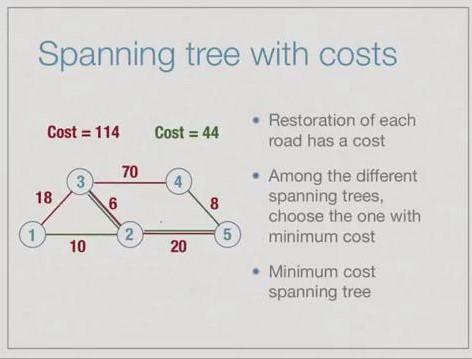 Spanning tree with costs
Cost = 114 Cost = 44
70
3 4
18 6 8
1 2 5
10 20
Restoration of each
road has a cost
Among the different
spanning trees,
choose the one with
minimum cost
Minimum cost
spanning tree